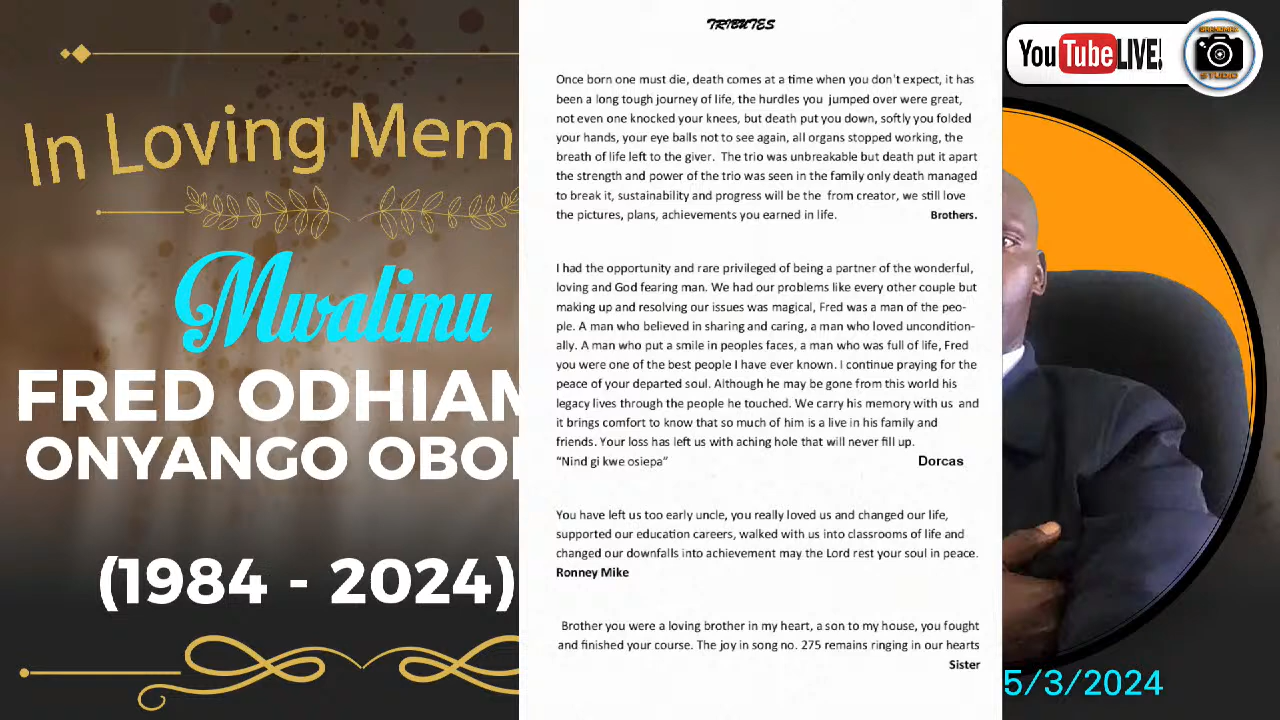 In Loving Mem
Mwalimu
FRED ODHIAM
ONYANGO OBO
(1984 - 2024)
TRIBUTES
Once born one must die, death comes at a time when you don't expect, it has
been a long tough journey of life, the hurdles you jumped over were great,
not even one knocked your knees, but death put you down, softly you folded
your hands, your eye balls not to see again, all organs stopped working, the
breath of life left to the giver. The trio was unbreakable but death put it apart
the strength and power of the trio was seen in the family only death managed
to break it, sustainability and progress will be the from creator, we still love
the pictures, plans, achievements you earned in life. Brothers.
I had the opportunity and rare privileged of being a partner of the wonderful,
loving and God fearing man. We had our problems like every other couple but
making up and resolving our issues was magical, Fred was a man of the peo-
ple. A man who believed in sharing and caring, a man who loved uncondition-
ally. A man who put a smile in peoples faces, a man who was full of life, Fred
you were one of the best people I have ever known. I continue praying for the
peace of your departed soul. Although he may be gone from this world his
legacy lives through the people he touched. We carry his memory with us and
it brings comfort to know that so much of him is a live in his family and
friends. Your loss has left us with aching hole that will never fill up.
“Nind gi kwe osiepa” Dorcas
You have left us too early uncle, you really loved us and changed our life,
supported our education careers, walked with us into classrooms of life and
changed our downfalls into achievement may the Lord rest your soul in peace.
Ronney Mike
Brother you were a loving brother in my heart, a son to my house, you fought
and finished your course. The joy in song no. 275 remains ringing in our hearts
Sister
You Tube LIVE!
STUDIO
5/3/2024